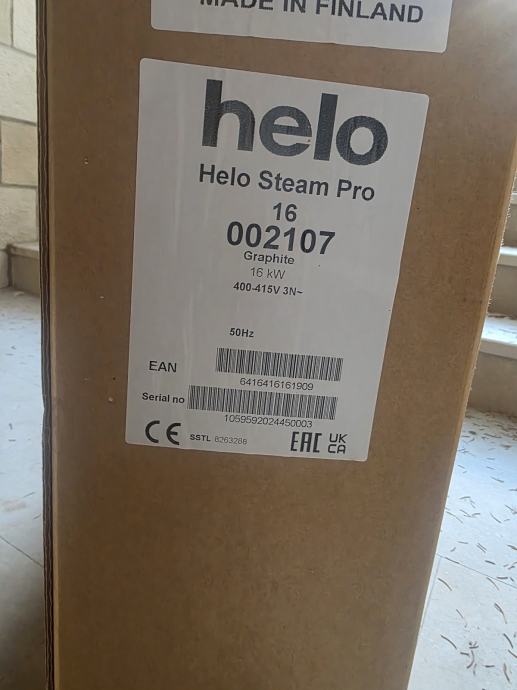 MADE IN FINLAND
helo
Helo Steam Pro
16
002107
Graphite
16 kW
400-415V 3N~
50Hz
EAN
6416416161909
Serial no
1059592024450003
CE SSTL 8263288 EAC UK
CA